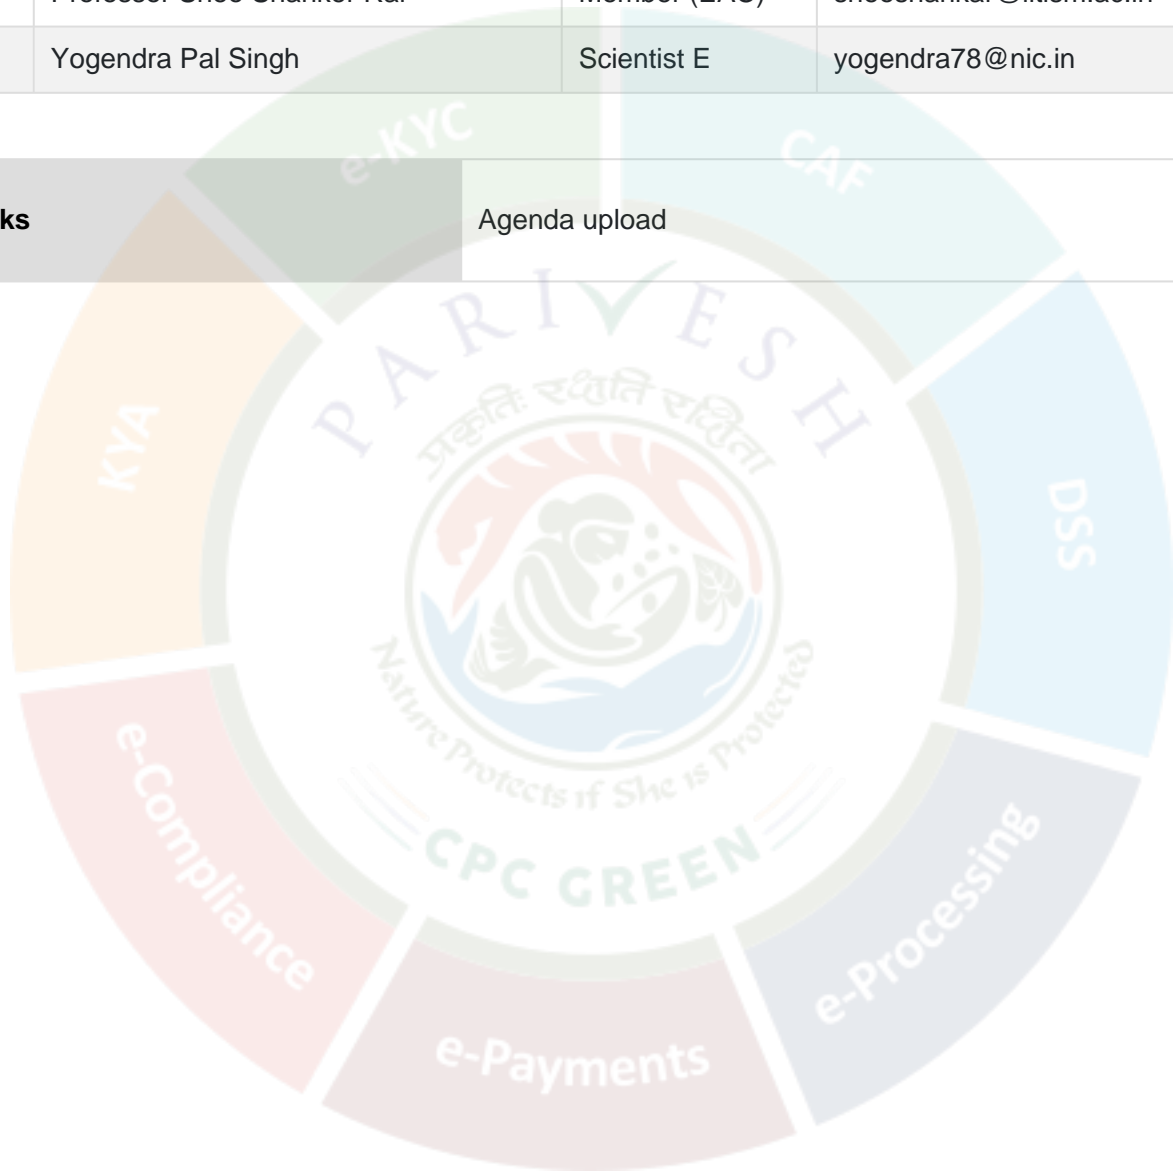 Yogendra Pal Singh Scientist E yogendra78@nic.in
ks Agenda upload
e-KYC
CAF
KYA
DSS
PARIVESH
प्रकृतिः रक्षति रक्षिता
Nature Protects if She is Protected
CPC GREEN
e-Compliance
e-Processing
e-Payments